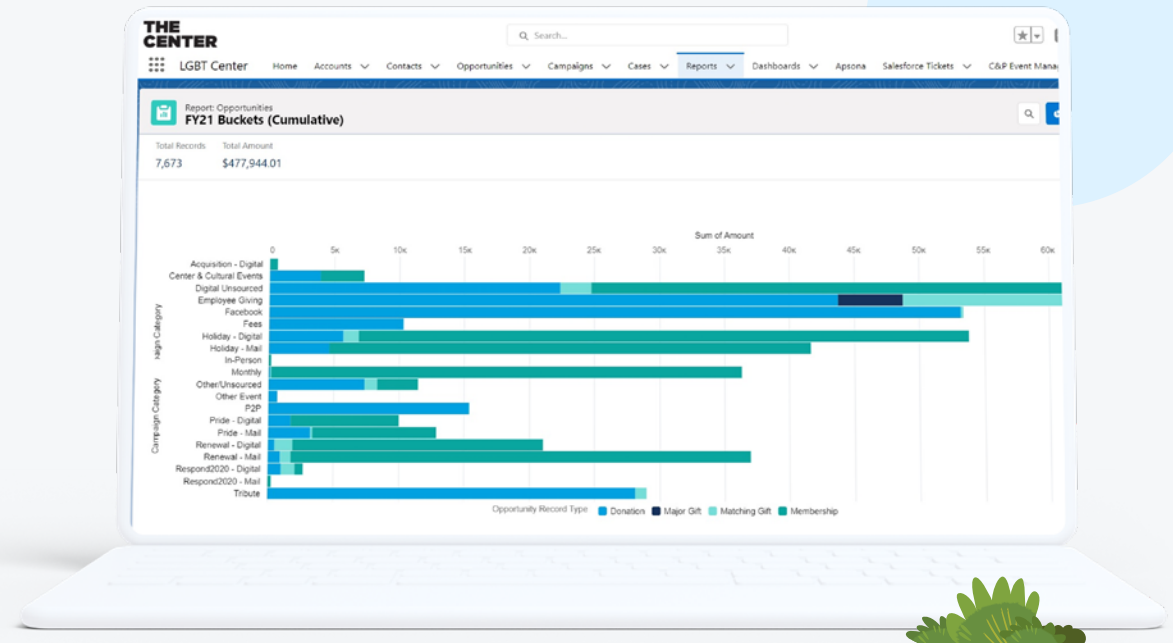 THE
CENTER
Search...
LGBT Center Home Accounts Contacts Opportunities Campaigns Cases Reports Dashboards Apsona Salesforce Tickets C&P Event Mana
Report: Opportunities
FY21 Buckets (Cumulative)
Total Records Total Amount
7,673 $477,944.01
Sum of Amount
0 5K 10K 15K 20K 25K 30K 35K 40K 45K 50K 55K 60K
Acquisition - Digital
Center & Cultural Events
Digital Unsourced
Employee Giving
Facebook
Fees
Holiday - Digital
Holiday - Mail
In-Person
Monthly
Other/Unsourced
Other Event
P2P
Pride - Digital
Pride - Mail
Renewal - Digital
Renewal - Mail
Respond2020 - Digital
Respond2020 - Mail
Tribute
aign Category
Campaign Category
Opportunity Record Type Donation Major Gift Matching Gift Membership